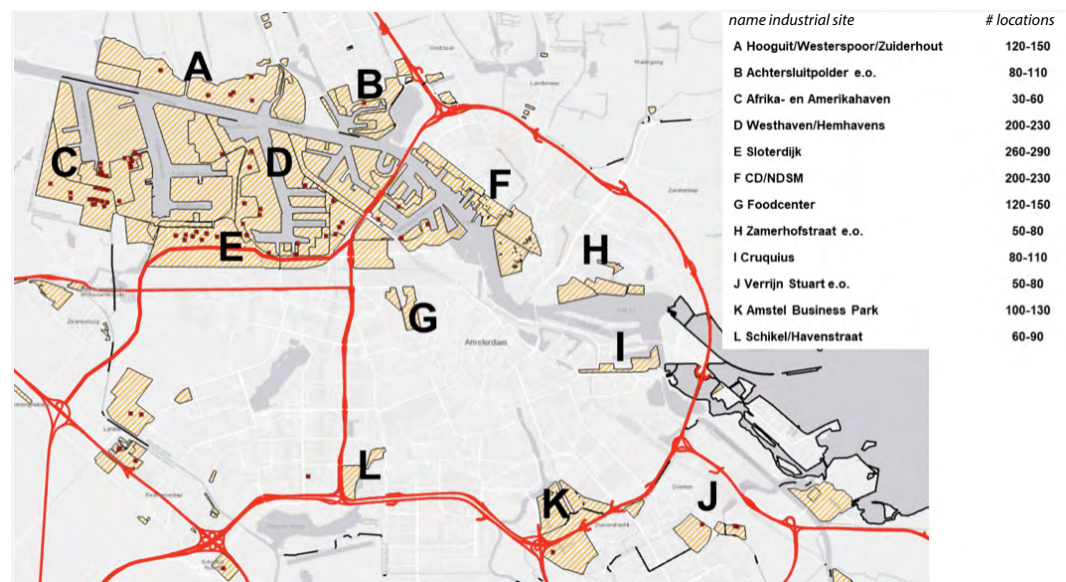 name industrial site # locations
A Hooguit/Westerspoor/Zuiderhout 120-150
B Achtersluitpolder e.o. 80-110
C Afrika- en Amerikahaven 30-60
D Westhaven/Hemhavens 200-230
E Sloterdijk 260-290
F CD/NDSM 200-230
G Foodcenter 120-150
H Zamerhofstraat e.o. 50-80
I Cruquius 80-110
J Verrijn Stuart e.o. 50-80
K Amstel Business Park 100-130
L Schikel/Havenstraat 60-90
A
B
C
D
E
F
G
H
I
J
K
L
Amsterdam